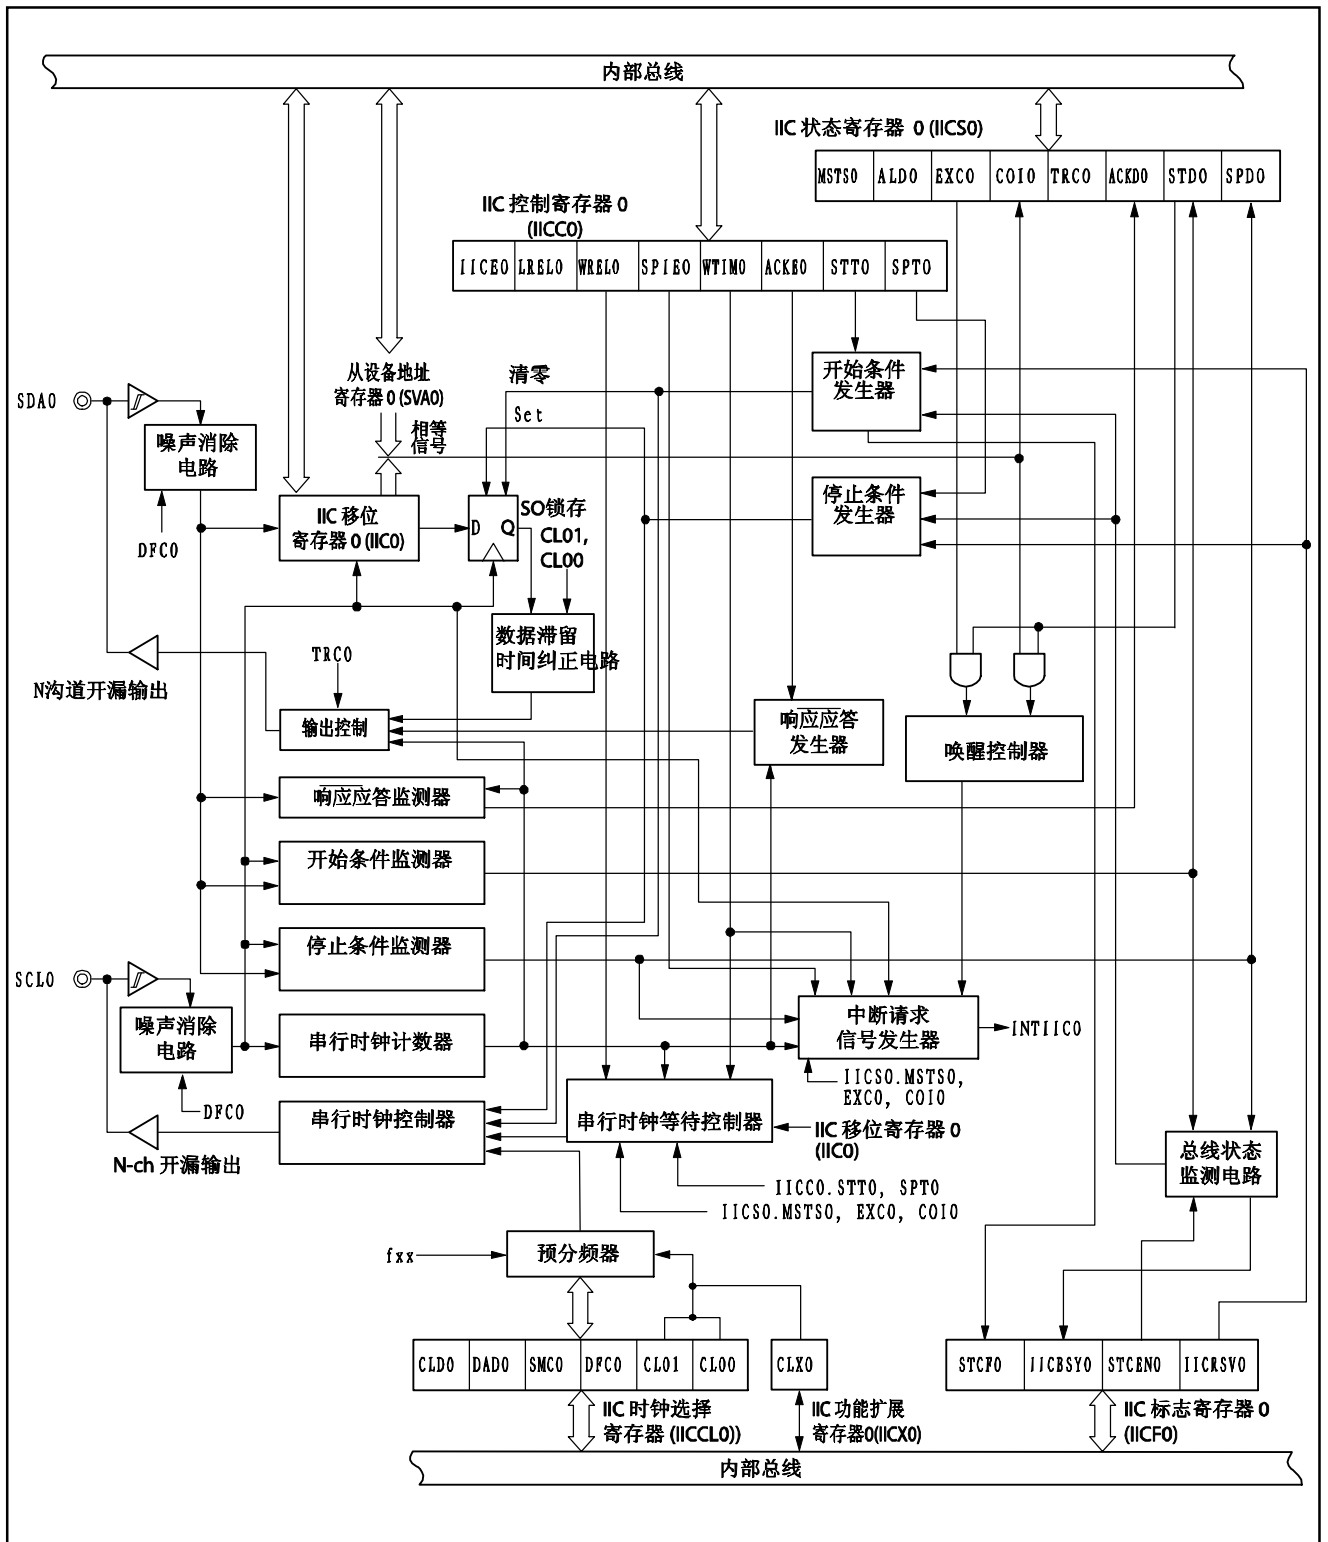 内部总线
IIC 状态寄存器 0 (IICS0)
MSTS0 ALD0 EXC0 COI0 TRC0 ACKD0 STD0 SPD0
IIC 控制寄存器 0
(IICC0)
IICE0 LREL0 WREL0 SPIE0 WTIM0 ACKE0 STT0 SPT0
从设备地址
寄存器 0 (SVA0)
清零
Set
开始条件
发生器
SDA0
噪声消除
电路
相等
信号
DFC0
IIC 移位
寄存器 0 (IIC0)
D Q
SO锁存
CL01,
CL00
停止条件
发生器
数据滞留
时间纠正电路
TRC0
N沟道开漏输出
输出控制
响应应答
发生器
唤醒控制器
响应应答监测器
开始条件监测器
停止条件监测器
SCL0
噪声消除
电路
串行时钟计数器
中断请求
信号发生器
INTIIC0
IICS0.MSTS0,
EXC0, COI0
DFC0
串行时钟控制器
串行时钟等待控制器
IIC 移位寄存器 0
(IIC0)
N-ch 开漏输出
总线状态
监测电路
IICC0.STT0, SPT0
IICS0.MSTS0, EXC0, COI0
fxx
预分频器
CLD0 DAD0 SMC0 DFC0 CL01 CL00
CLX0
STCF0 IICBSY0 STCEN0 IICRSV0
IIC 时钟选择
寄存器 (IICCL0))
IIC 功能扩展
寄存器0(IICX0)
IIC 标志寄存器 0
(IICF0)
内部总线